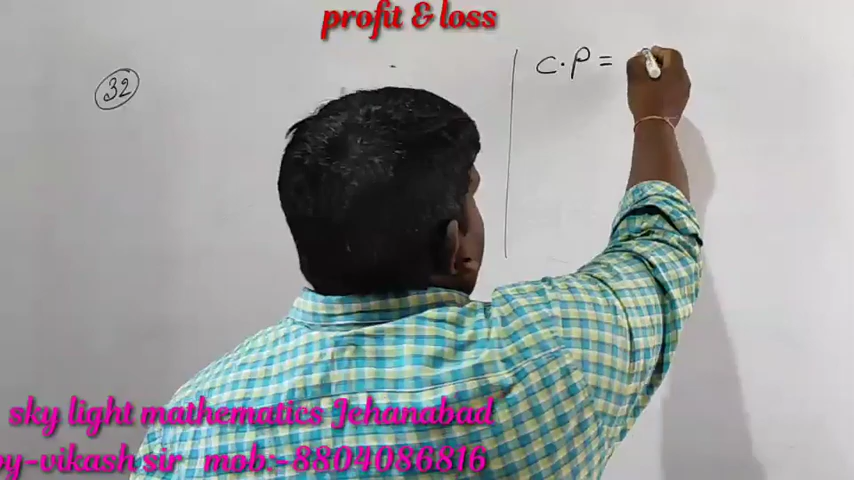 profit & loss
32
C.P =
sky light mathematics Jehanabad
by-vikash sir mob:-8804086816